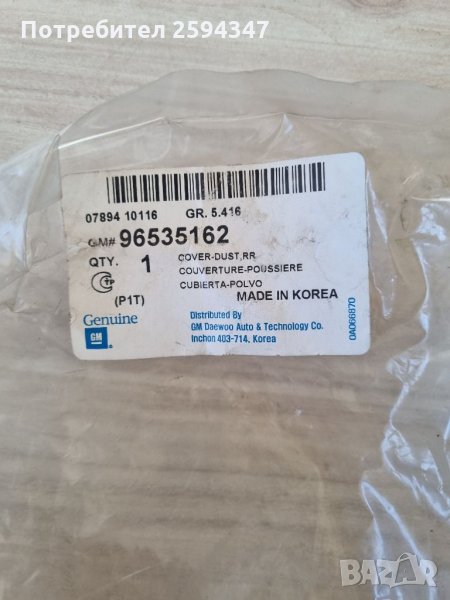 Потребител 2594347
07894 10116 GR. 5.416
GM# 96535162
QTY. 1 COVER-DUST,RR
COUVERTURE-POUSSIERE
CUBIERTA-POLVO
(P1T) MADE IN KOREA
Genuine
GM
Distributed By
GM Daewoo Auto & Technology Co.
Inchon 403-714, Korea
0A066870
BAZAR